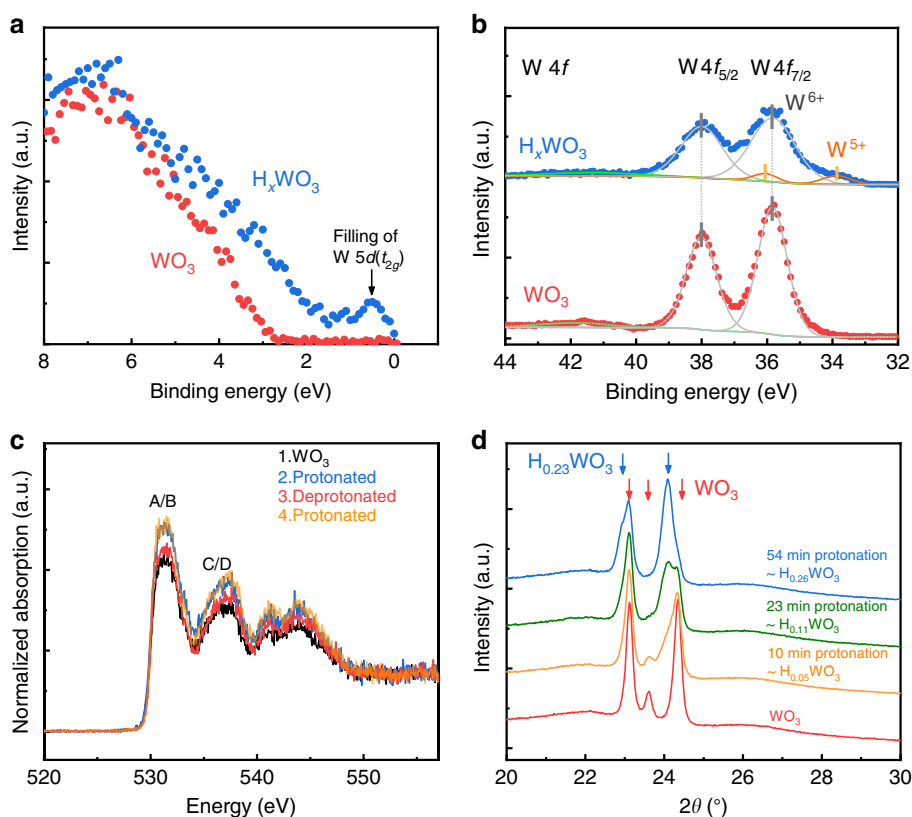 a
Intensity (a.u.)
HₓWO₃
WO₃
Filling of
W 5d(t₂g)
8
6
4
2
0
Binding energy (eV)
b
Intensity (a.u.)
W 4f
W 4f₅/₂
W 4f₇/₂
W⁶⁺
HₓWO₃
W⁵⁺
WO₃
44
42
40
38
36
34
32
Binding energy (eV)
c
Normalized absorption
1.WO₃
2.Protonated
3.Deprotonated
4.Protonated
A/B
C/D
520
530
540
550
Energy (eV)
d
Intensity (a.u.)
H₀.₂₃WO₃
WO₃
54 min protonation
~ H₀.₂₆WO₃
23 min protonation
~ H₀.₁₁WO₃
10 min protonation
~ H₀.₀₅WO₃
WO₃
20
22
24
26
28
30
2θ (°)